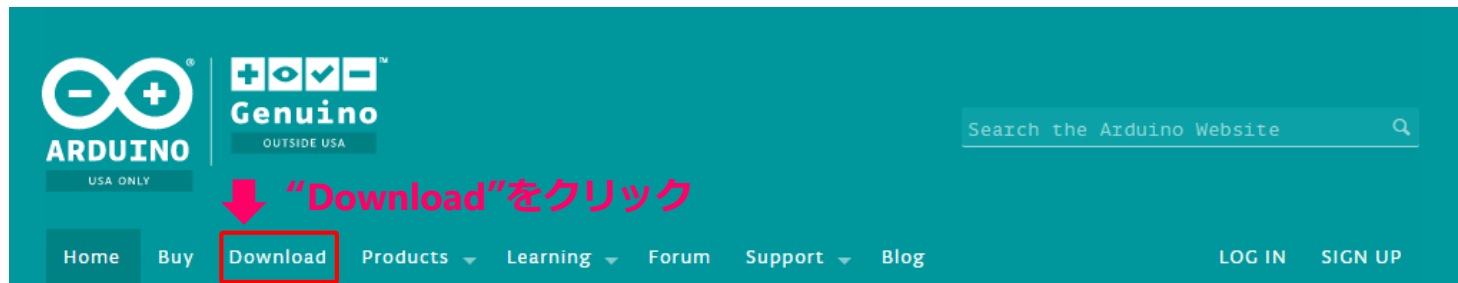 ® ™
Genuino
Search the Arduino Website
ARDUINO
OUTSIDE USA
USA ONLY
“Download”をクリック
Home Buy Download Products Learning Forum Support Blog LOG IN SIGN UP